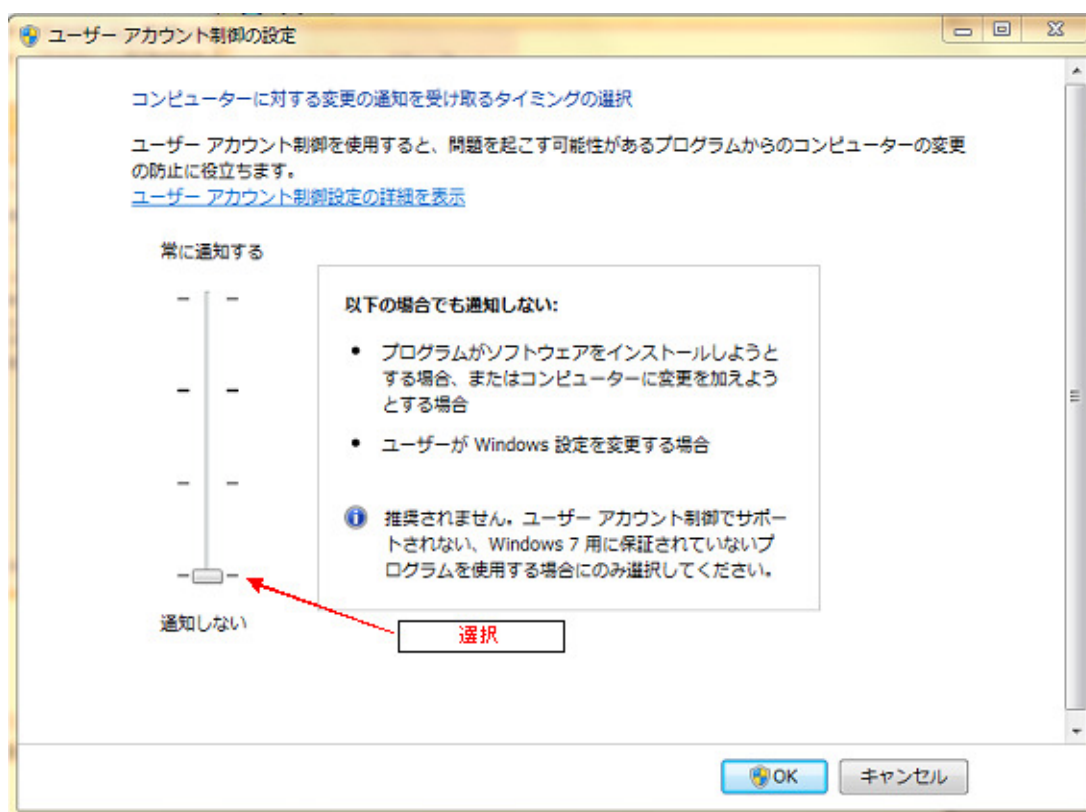 ユーザー アカウント制御の設定
コンピューターに対する変更の通知を受け取るタイミングの選択
ユーザー アカウント制御を使用すると、問題を起こす可能性があるプログラムからのコンピューターの変更
の防止に役立ちます。
ユーザー アカウント制御設定の詳細を表示
常に通知する
以下の場合でも通知しない:
• プログラムがソフトウェアをインストールしようと
する場合、またはコンピューターに変更を加えよう
とする場合
• ユーザーが Windows 設定を変更する場合
推奨されません。ユーザー アカウント制御でサポー
トされない、Windows 7 用に保証されていないプ
ログラムを使用する場合にのみ選択してください。
通知しない
選択
OK
キャンセル